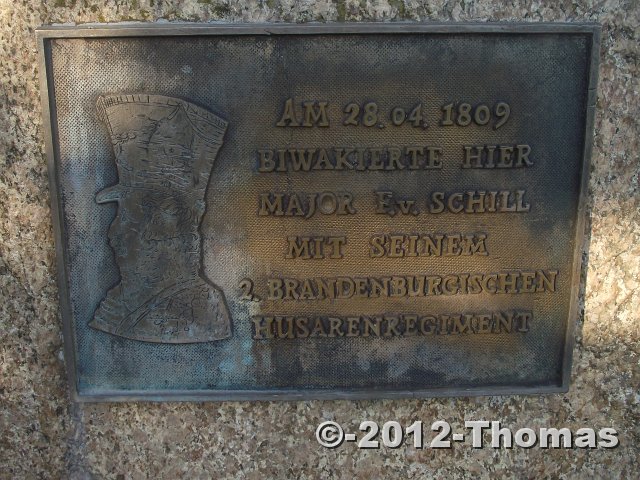 AM 28.04. 1809
BIWAKIERTE HIER
MAJOR F.v. SCHILL
MIT SEINEM
2. BRANDENBURGISCHEN
HUSARENREGIMENT
©-2012-Thomas